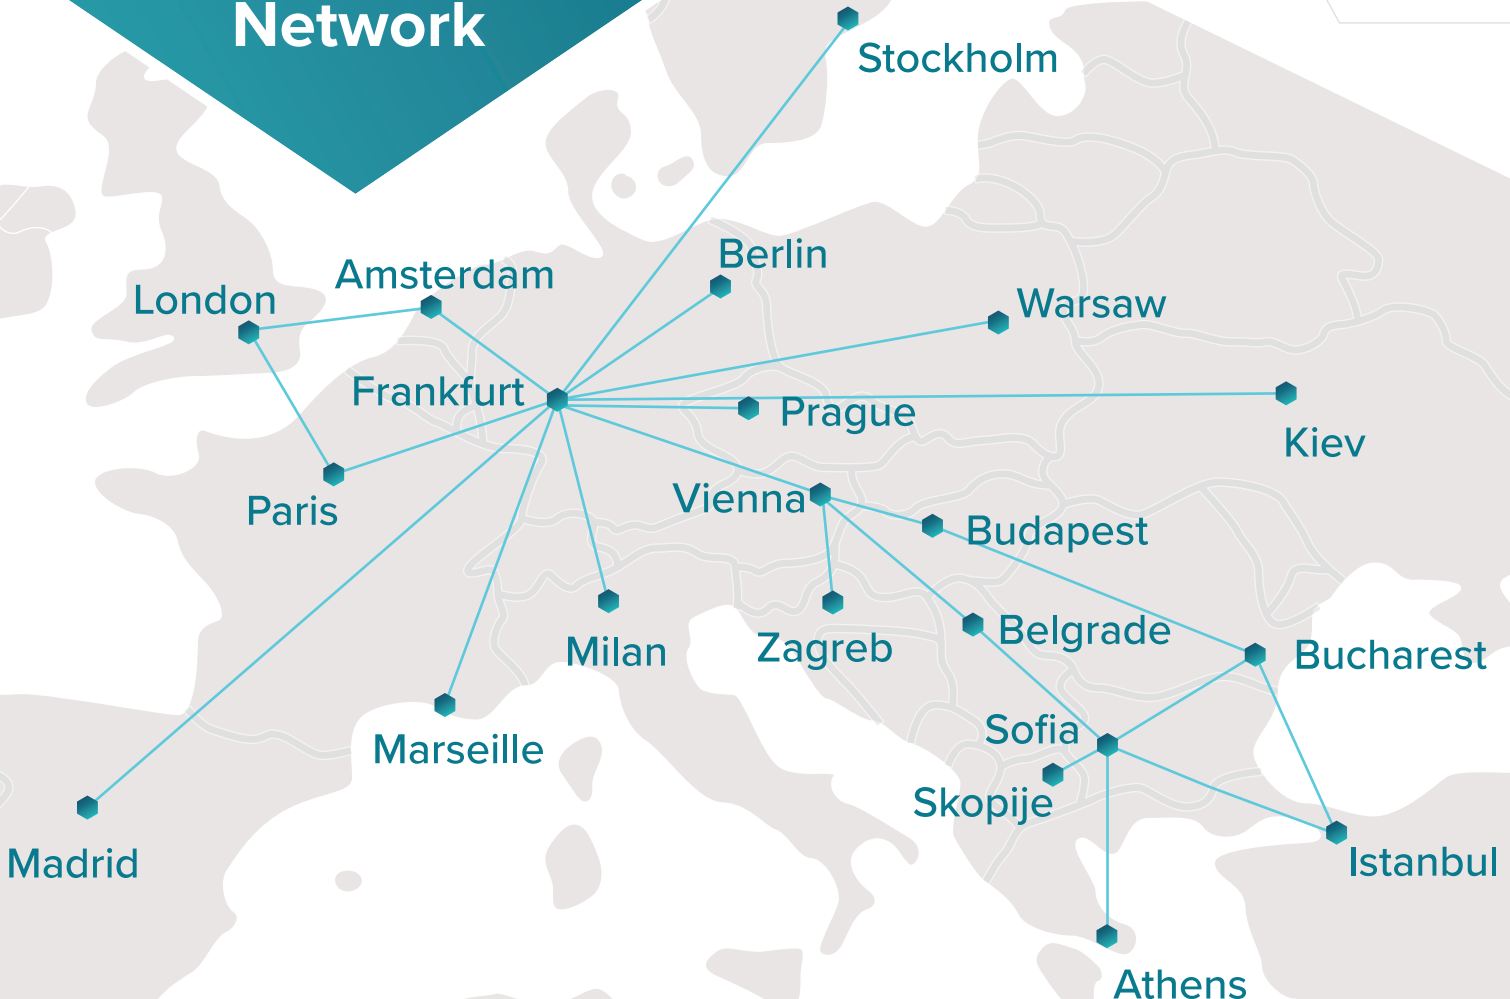 Network
Stockholm
Berlin
Amsterdam
London
Warsaw
Frankfurt
Prague
Kiev
Paris
Vienna
Budapest
Milan
Zagreb
Belgrade
Bucharest
Marseille
Sofia
Skopije
Madrid
Istanbul
Athens